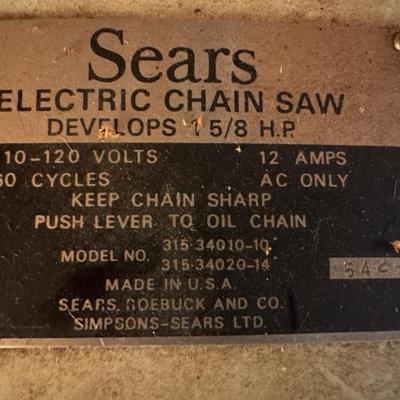 Sears
ELECTRIC CHAIN SAW
DEVELOPS 1 5/8 H.P.
10-120 VOLTS 12 AMPS
60 CYCLES AC ONLY
KEEP CHAIN SHARP
PUSH LEVER TO OIL CHAIN
MODEL NO. 315·34010-10
315·34020-14
MADE IN U.S.A.
SEARS, ROEBUCK AND CO.
SIMPSONS-SEARS LTD.